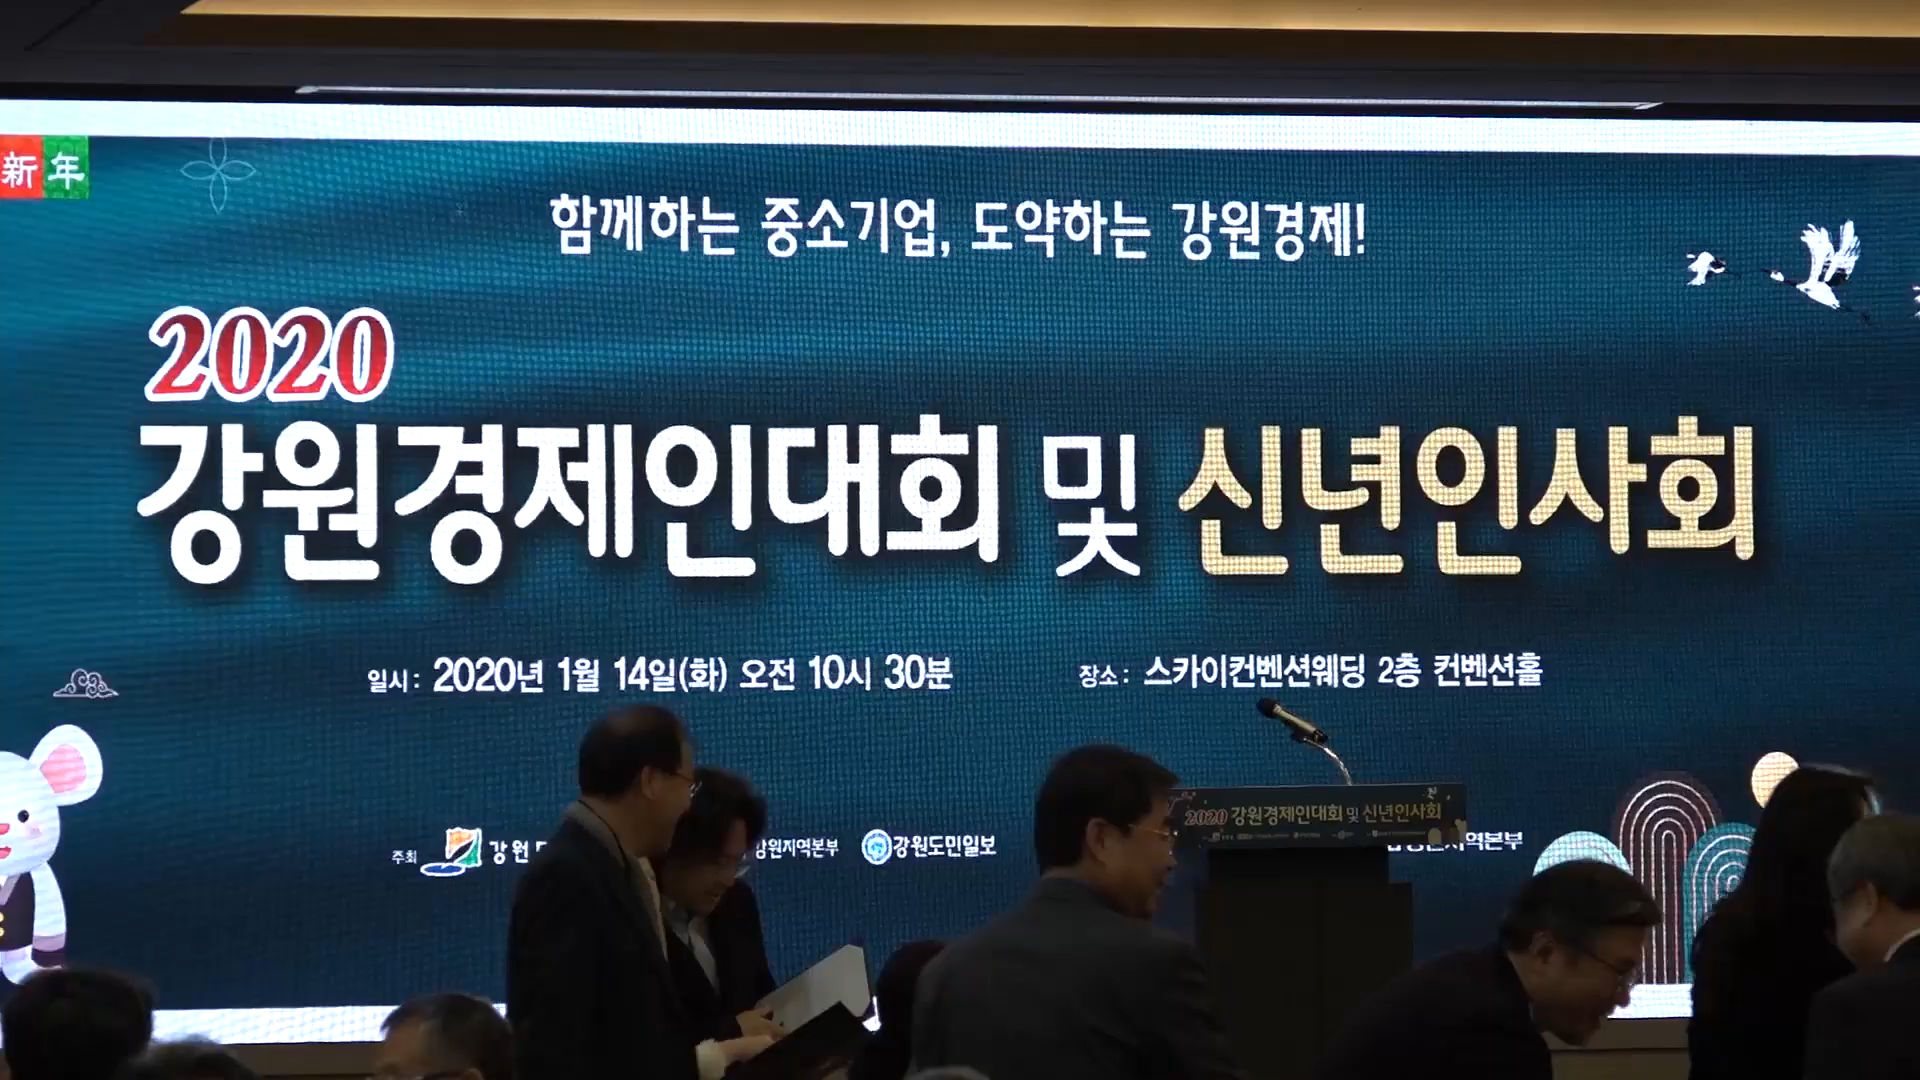 新年
함께하는 중소기업, 도약하는 강원경제!
2020
강원경제인대회 및 신년인사회
일시: 2020년 1월 14일(화) 오전 10시 30분
장소: 스카이컨벤션웨딩 2층 컨벤션홀
주최 강원 강원지역본부 강원도민일보
2020 강원경제인대회 및 신년인사회